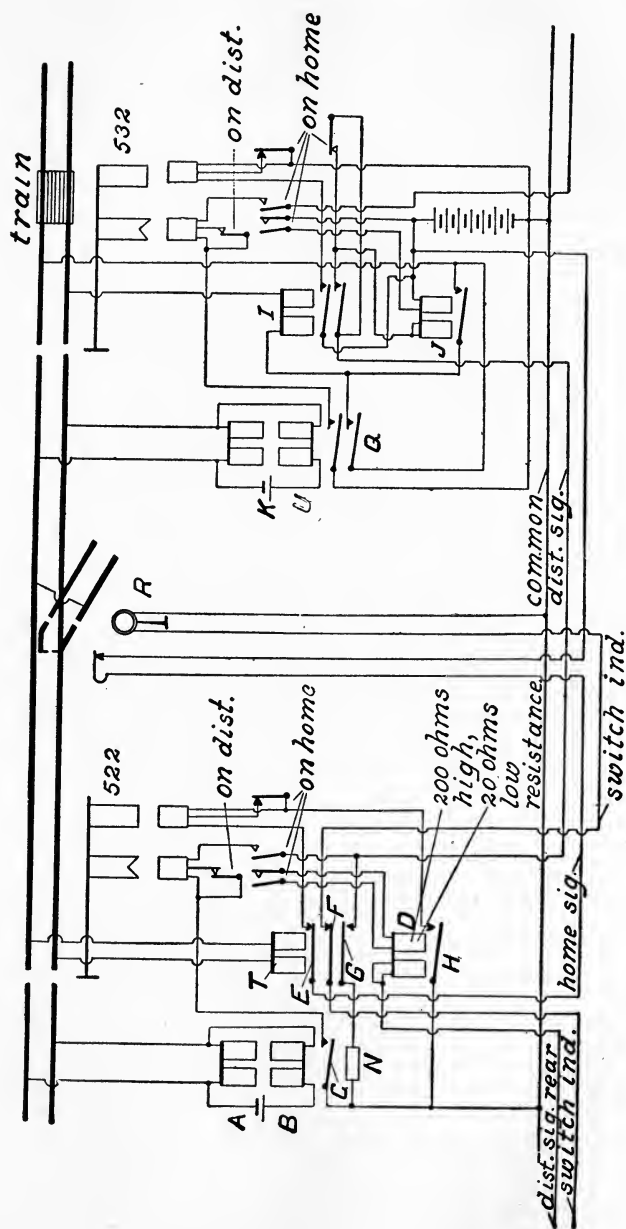 train
532
on dist.
on home
I
J
Q
K
U
R
common
dist. sig.
522
on dist.
on home
200 ohms
high,
20 ohms
low
resistance
switch ind.
home sig.
T
E
F
G
D
H
A
B
C
N
dist. sig. rear
switch ind.